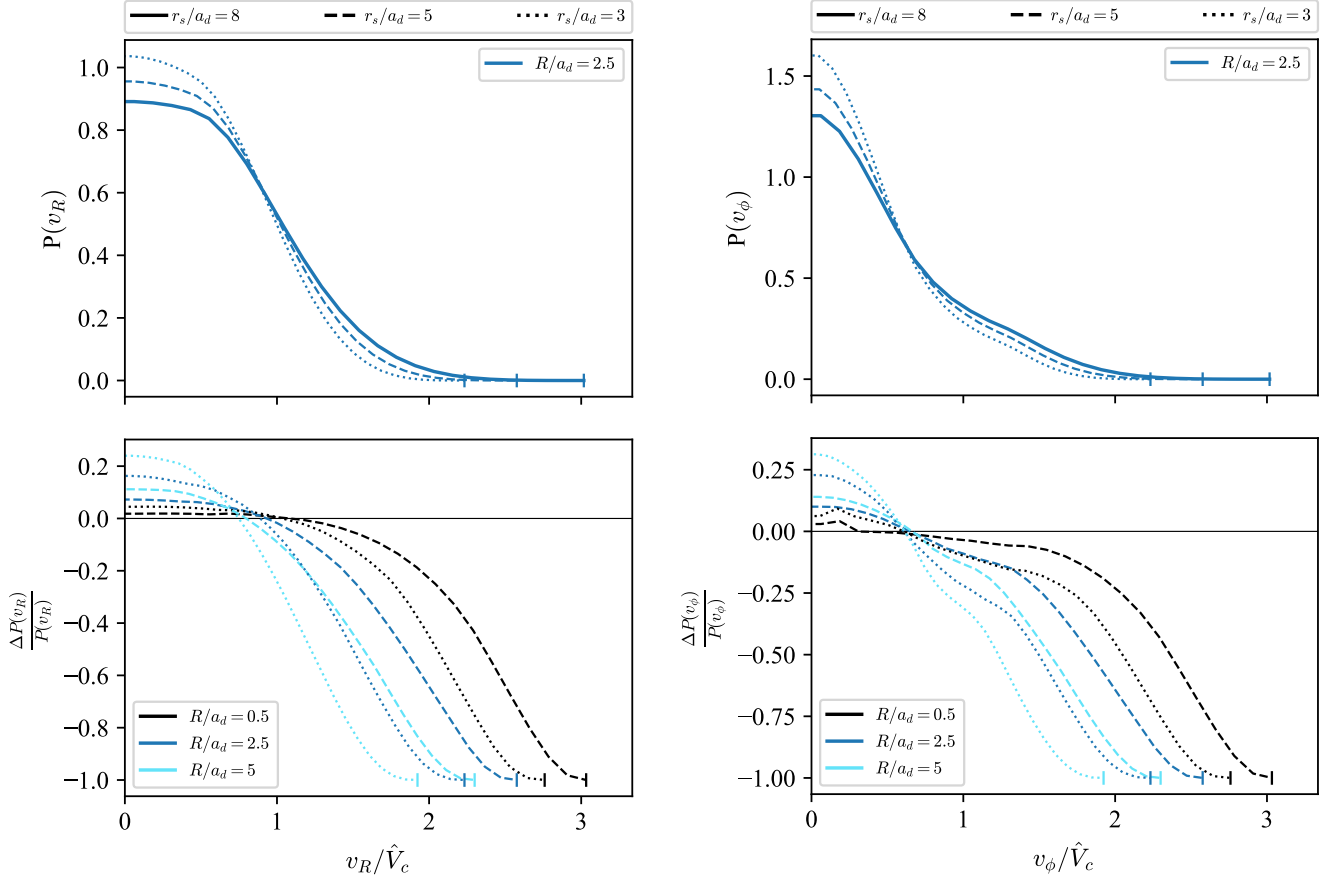 r_s/a_d = 8 r_s/a_d = 5 r_s/a_d = 3
R/a_d = 2.5
1.0
0.8
0.6
0.4
0.2
0.0
P(v_R)
r_s/a_d = 8 r_s/a_d = 5 r_s/a_d = 3
R/a_d = 2.5
1.5
1.0
0.5
0.0
P(v_ϕ)
0.2
0.0
−0.2
−0.4
−0.6
−0.8
−1.0
ΔP(v_R)
P(v_R)
R/a_d = 0.5
R/a_d = 2.5
R/a_d = 5
0 1 2 3
v_R/V̂_c
0.25
0.00
−0.25
−0.50
−0.75
−1.00
ΔP(v_ϕ)
P(v_ϕ)
R/a_d = 0.5
R/a_d = 2.5
R/a_d = 5
0 1 2 3
v_ϕ/V̂_c